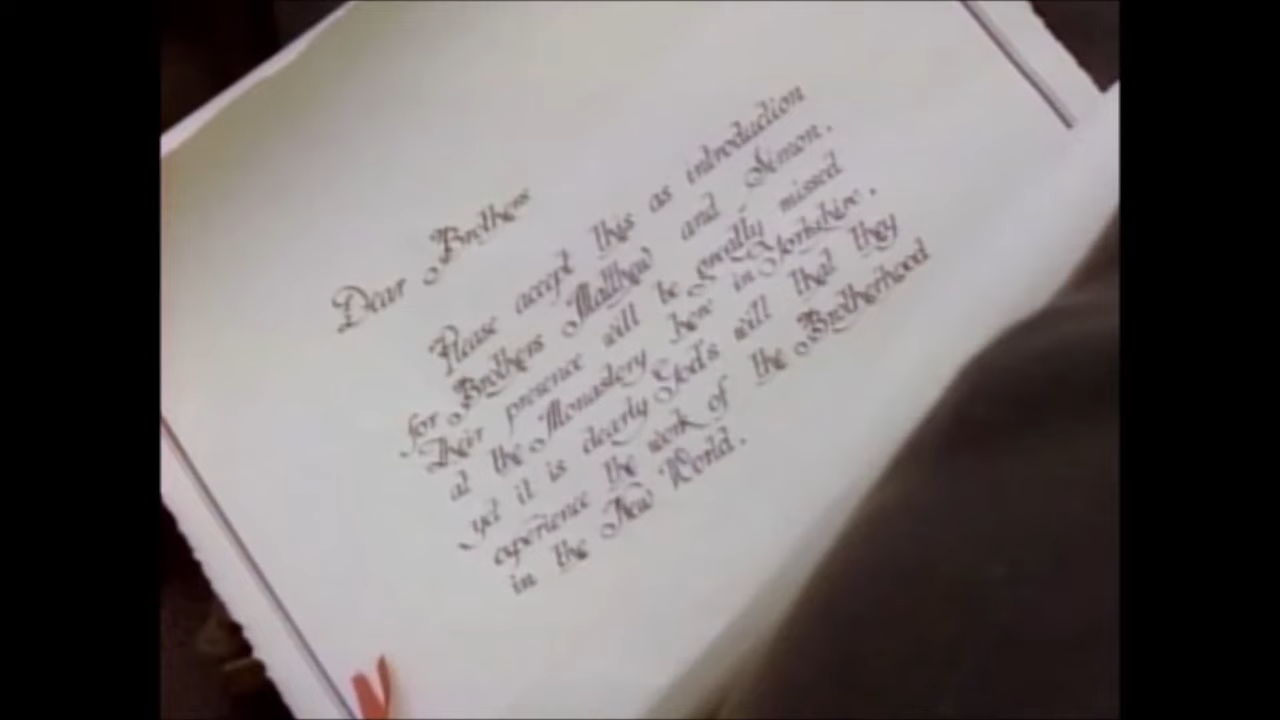 Dear Brothers
Please accept this as introduction
for Brothers Matthew and Simon.
Their presence will be greatly missed
at the Monastery here in Yorkshire,
yet it is clearly God's will that they
experience the work of the Brotherhood
in the New World.